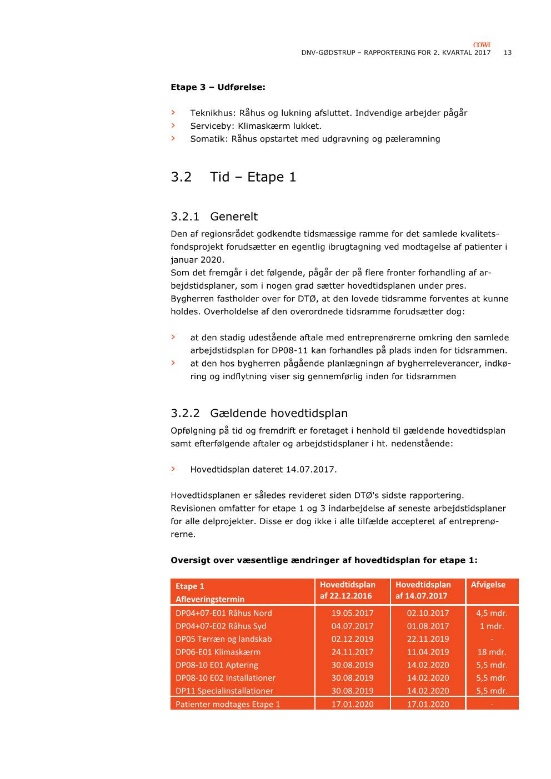 COWI
DNV-GØDSTRUP – RAPPORTERING FOR 2. KVARTAL 2017 13
Etape 3 – Udførelse:
› Teknikhus: Råhus og lukning afsluttet. Indvendige arbejder pågår
› Serviceby: Klimaskærm lukket.
› Somatik: Råhus opstartet med udgravning og pæleramning
3.2 Tid – Etape 1
3.2.1 Generelt
Den af regionsrådet godkendte tidsmæssige ramme for det samlede kvalitets-
fondsprojekt forudsætter en egentlig ibrugtagning ved modtagelse af patienter i
januar 2020.
Som det fremgår i det følgende, pågår der på flere fronter forhandling af ar-
bejdstidsplaner, som i nogen grad sætter hovedtidsplanen under pres.
Bygherren fastholder over for DTØ, at den lovede tidsramme forventes at kunne
holdes. Overholdelse af den overordnede tidsramme forudsætter dog:
› at den stadig udestående aftale med entreprenørerne omkring den samlede
arbejdstidsplan for DP08-11 kan forhandles på plads inden for tidsrammen.
› at den hos bygherren pågående planlægningn af bygherreleverancer, indkø-
ring og indflytning viser sig gennemførlig inden for tidsrammen
3.2.2 Gældende hovedtidsplan
Opfølgning på tid og fremdrift er foretaget i henhold til gældende hovedtidsplan
samt efterfølgende aftaler og arbejdstidsplaner i ht. nedenstående:
› Hovedtidsplan dateret 14.07.2017.
Hovedtidsplanen er således revideret siden DTØ's sidste rapportering.
Revisionen omfatter for etape 1 og 3 indarbejdelse af seneste arbejdstidsplaner
for alle delprojekter. Disse er dog ikke i alle tilfælde accepteret af entreprenø-
rerne.
Oversigt over væsentlige ændringer af hovedtidsplan for etape 1:
Etape 1 Hovedtidsplan Hovedtidsplan Afvigelse
Afleveringstermin af 22.12.2016 af 14.07.2017
DP04+07-E01 Råhus Nord 19.05.2017 02.10.2017 4,5 mdr.
DP04+07-E02 Råhus Syd 04.07.2017 01.08.2017 1 mdr.
DP05 Terræn og landskab 02.12.2019 22.11.2019 -
DP06-E01 Klimaskærm 24.11.2017 11.04.2019 18 mdr.
DP08-10 E01 Aptering 30.08.2019 14.02.2020 5,5 mdr.
DP08-10 E02 Installationer 30.08.2019 14.02.2020 5,5 mdr.
DP11 Specialinstallationer 30.08.2019 14.02.2020 5,5 mdr.
Patienter modtages Etape 1 17.01.2020 17.01.2020 -